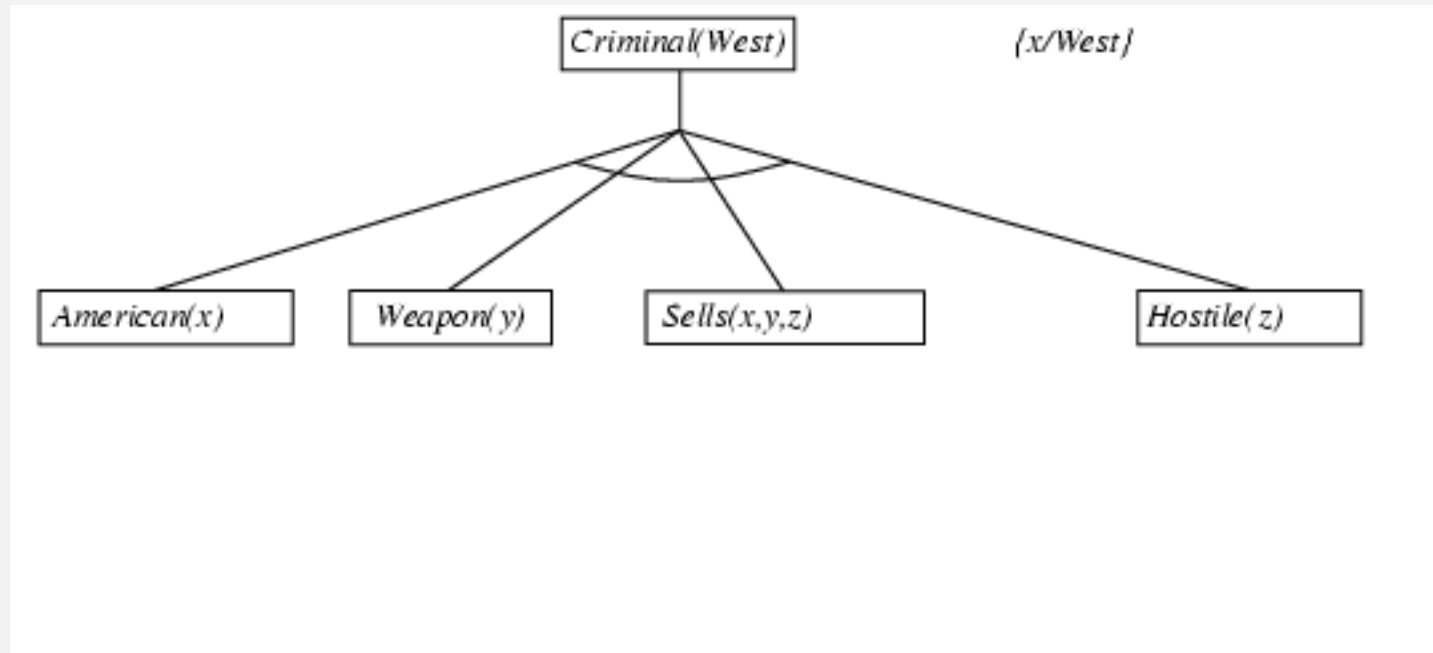 Criminal(West) {x/West}
American(x) Weapon(y) Sells(x,y,z) Hostile(z)